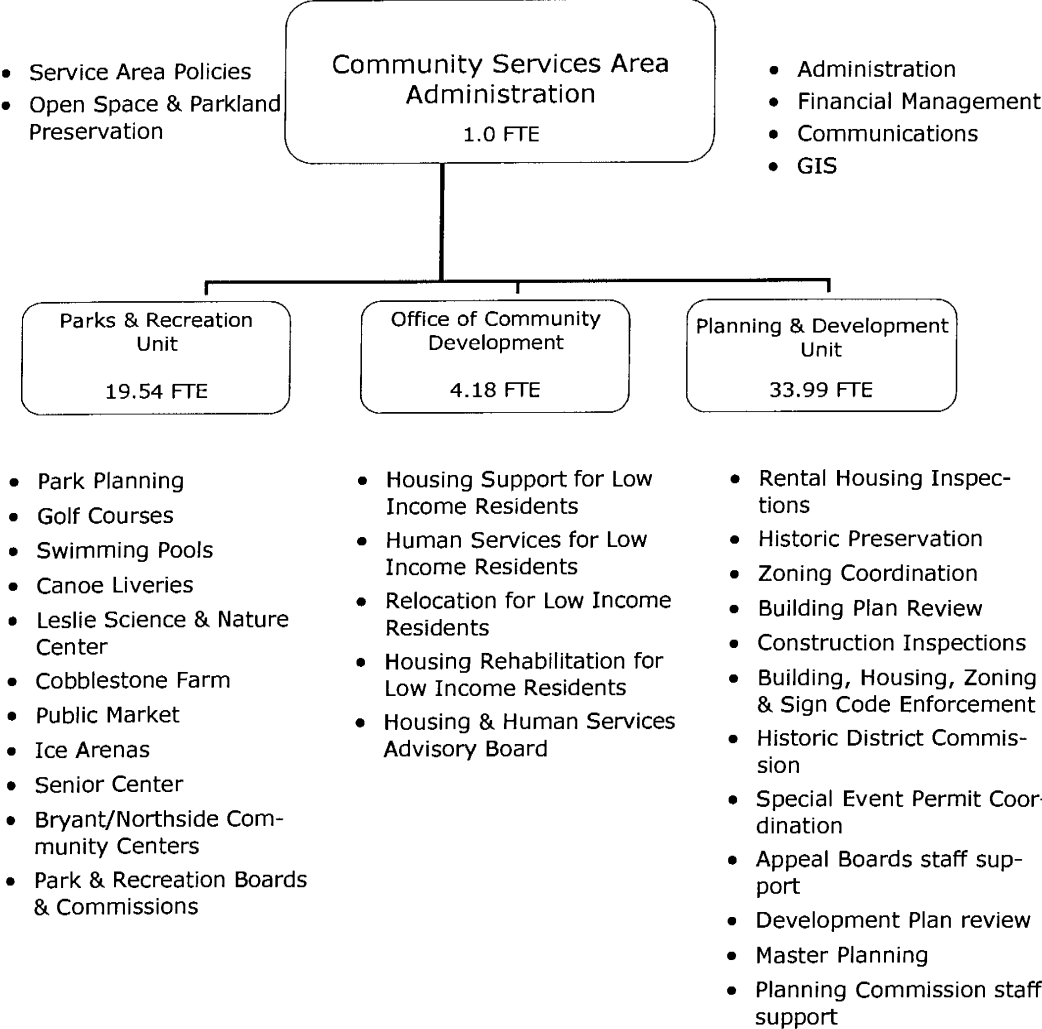 Community Services Area
Administration
1.0 FTE
• Service Area Policies
• Open Space & Parkland
Preservation
• Administration
• Financial Management
• Communications
• GIS
Parks & Recreation
Unit
19.54 FTE
Office of Community
Development
4.18 FTE
Planning & Development
Unit
33.99 FTE
• Park Planning
• Golf Courses
• Swimming Pools
• Canoe Liveries
• Leslie Science & Nature
Center
• Cobblestone Farm
• Public Market
• Ice Arenas
• Senior Center
• Bryant/Northside Com-
munity Centers
• Park & Recreation Boards
& Commissions
• Housing Support for Low
Income Residents
• Human Services for Low
Income Residents
• Relocation for Low Income
Residents
• Housing Rehabilitation for
Low Income Residents
• Housing & Human Services
Advisory Board
• Rental Housing Inspec-
tions
• Historic Preservation
• Zoning Coordination
• Building Plan Review
• Construction Inspections
• Building, Housing, Zoning
& Sign Code Enforcement
• Historic District Commis-
sion
• Special Event Permit Coor-
dination
• Appeal Boards staff sup-
port
• Development Plan review
• Master Planning
• Planning Commission staff
support